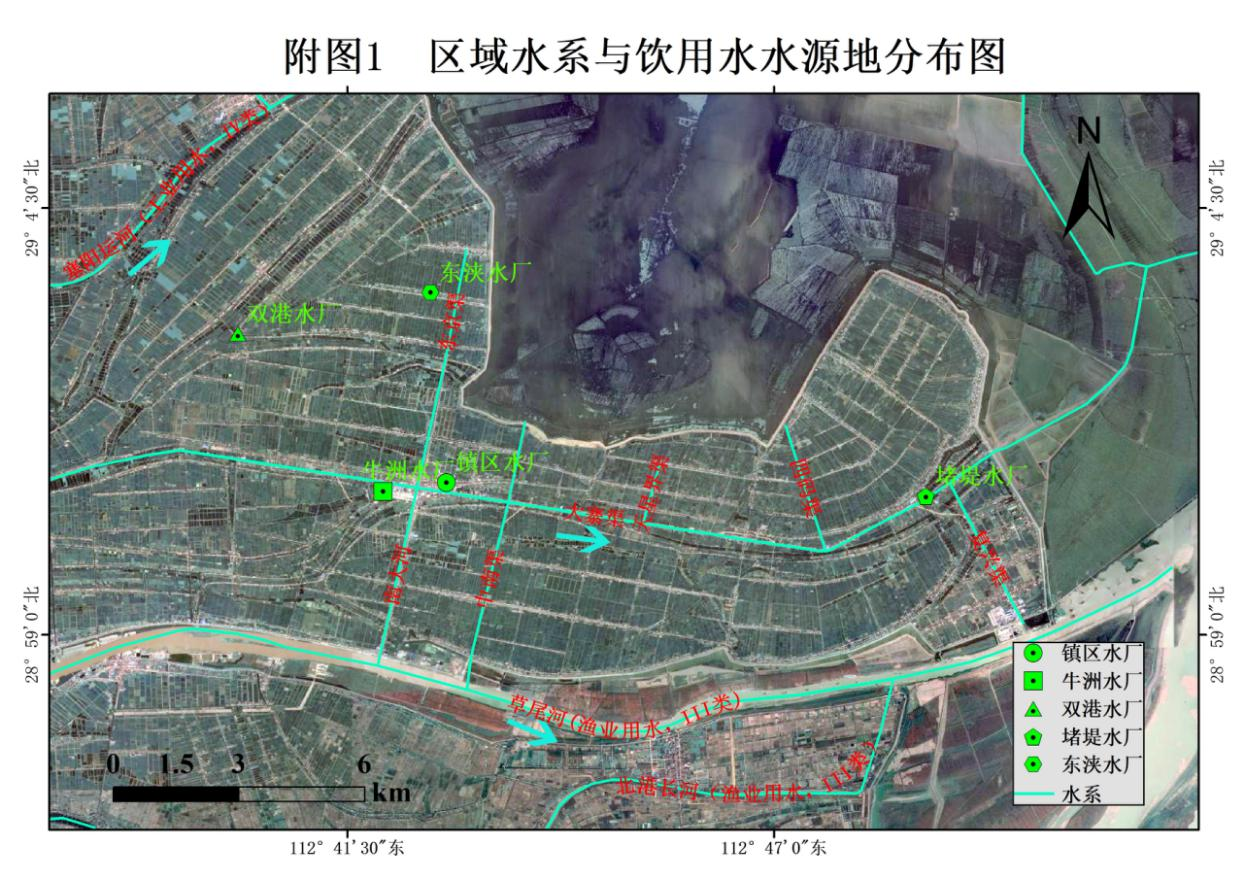 附图1 区域水系与饮用水水源地分布图
N
29° 4′30″北
29° 4′30″北
东浃水厂
双港水厂
牛洲水厂
镇区水厂
堵堤水厂
大寨渠
草尾河(渔业用水，III类)
北港长河(渔业用水，III类)
28° 59′0″北
28° 59′0″北
0 1.5 3 6
km
镇区水厂
牛洲水厂
双港水厂
堵堤水厂
东浃水厂
水系
112° 41′30″东
112° 47′0″东